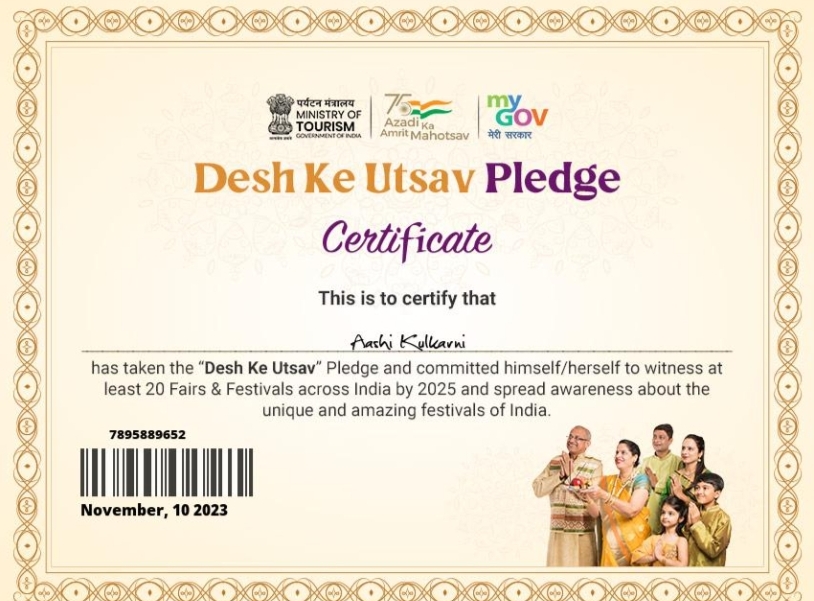 पर्यटन मंत्रालय
MINISTRY OF
TOURISM
GOVERNMENT OF INDIA
75
Azadi Ka
Amrit Mahotsav
my
GOV
मेरी सरकार
Desh Ke Utsav Pledge
Certificate
This is to certify that
Aashi Kulkarni
has taken the “Desh Ke Utsav” Pledge and committed himself/herself to witness at
least 20 Fairs & Festivals across India by 2025 and spread awareness about the
unique and amazing festivals of India.
7895889652
November, 10 2023